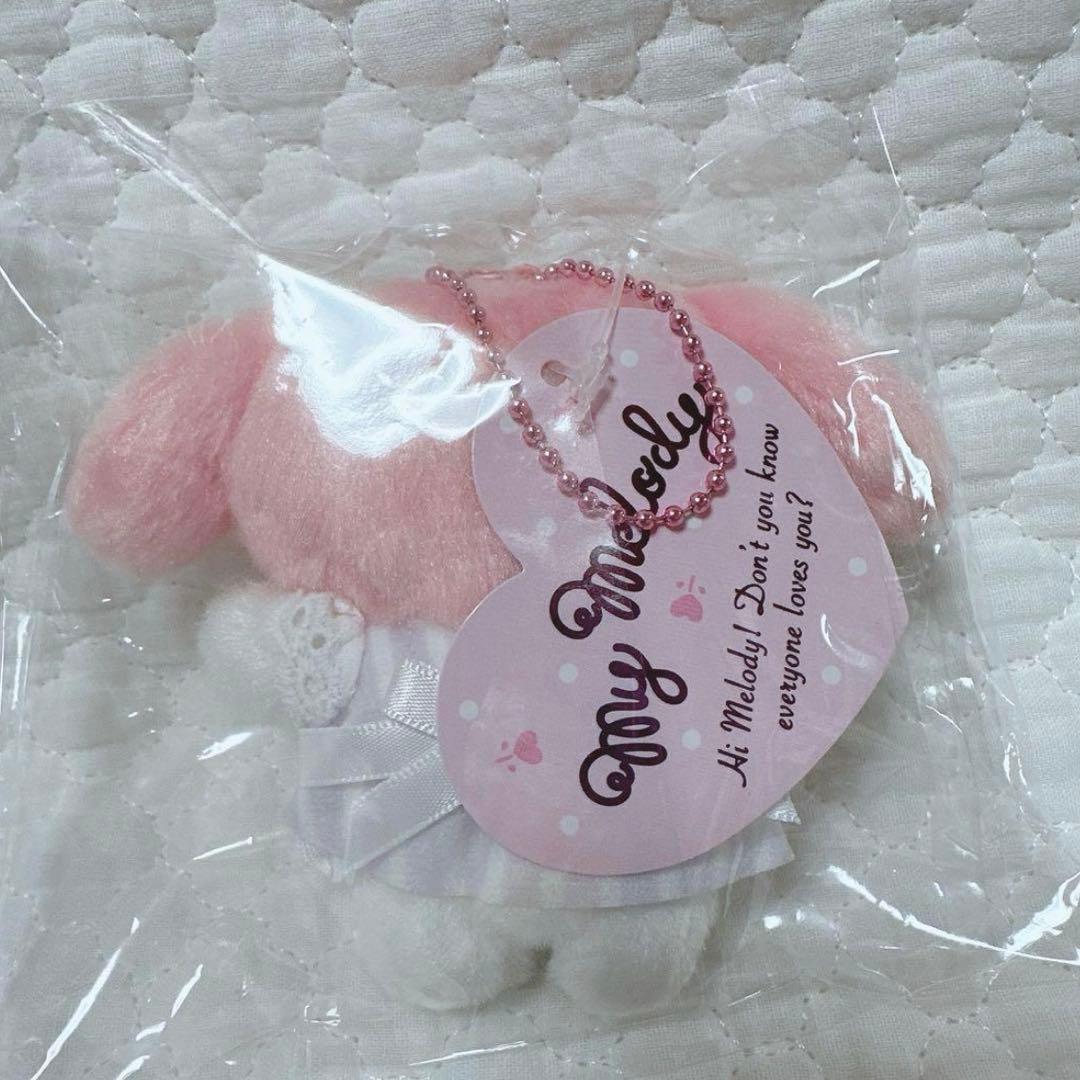 My Melody
Hi Melody! Don't you know
everyone loves you?